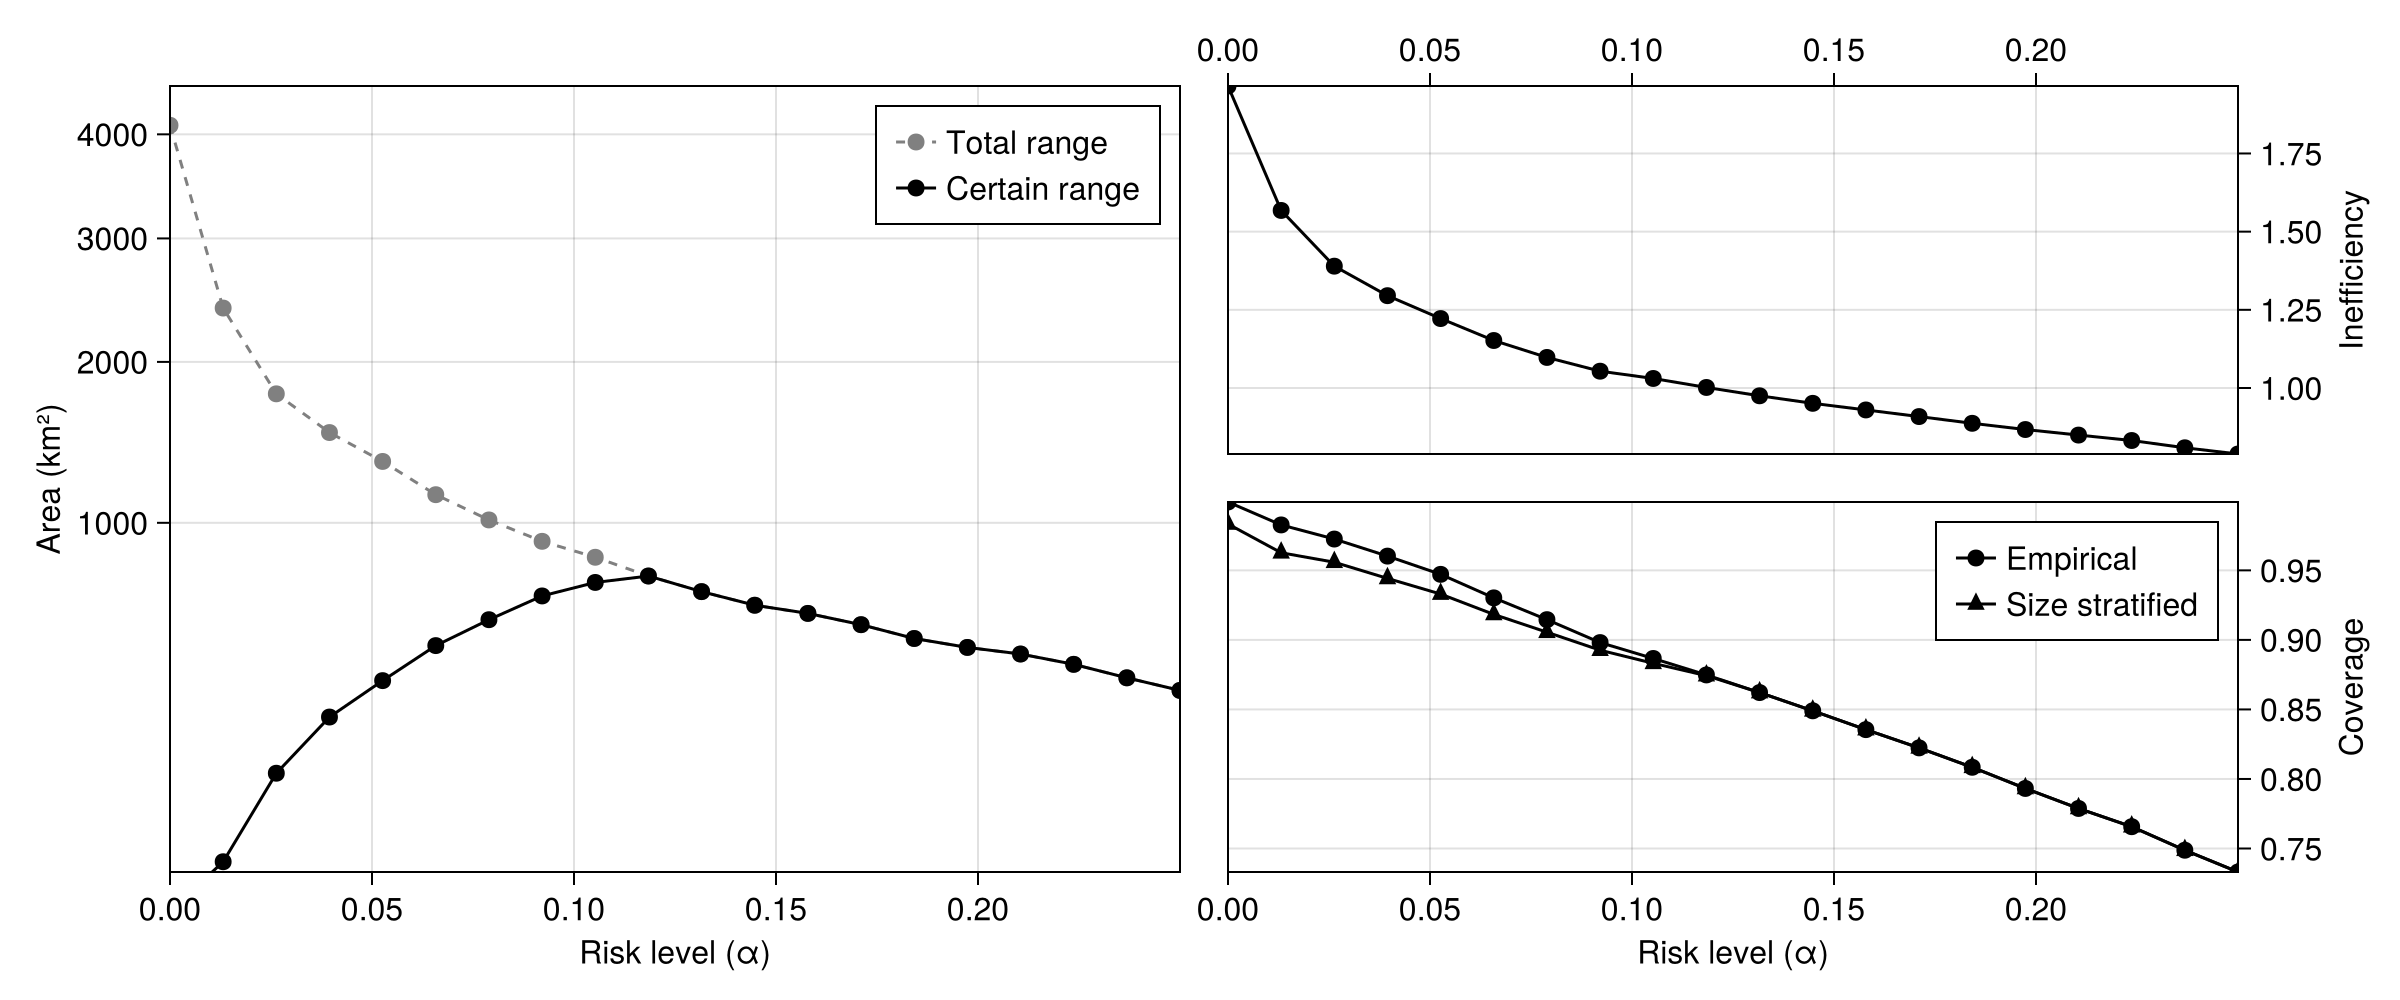 4000
3000
2000
1000
Area (km²)
0.00 0.05 0.10 0.15 0.20
Risk level (α)
Total range
Certain range
0.00 0.05 0.10 0.15 0.20
1.75
1.50
1.25
1.00
Inefficiency
Empirical
Size stratified
0.95
0.90
0.85
0.80
0.75
Coverage
0.00 0.05 0.10 0.15 0.20
Risk level (α)